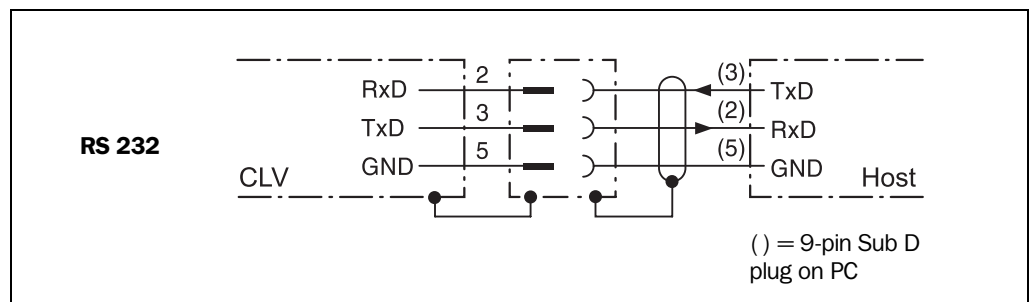 RS 232
CLV
RxD
TxD
GND
2
3
5
(3)
(2)
(5)
TxD
RxD
GND
Host
( ) = 9-pin Sub D
plug on PC